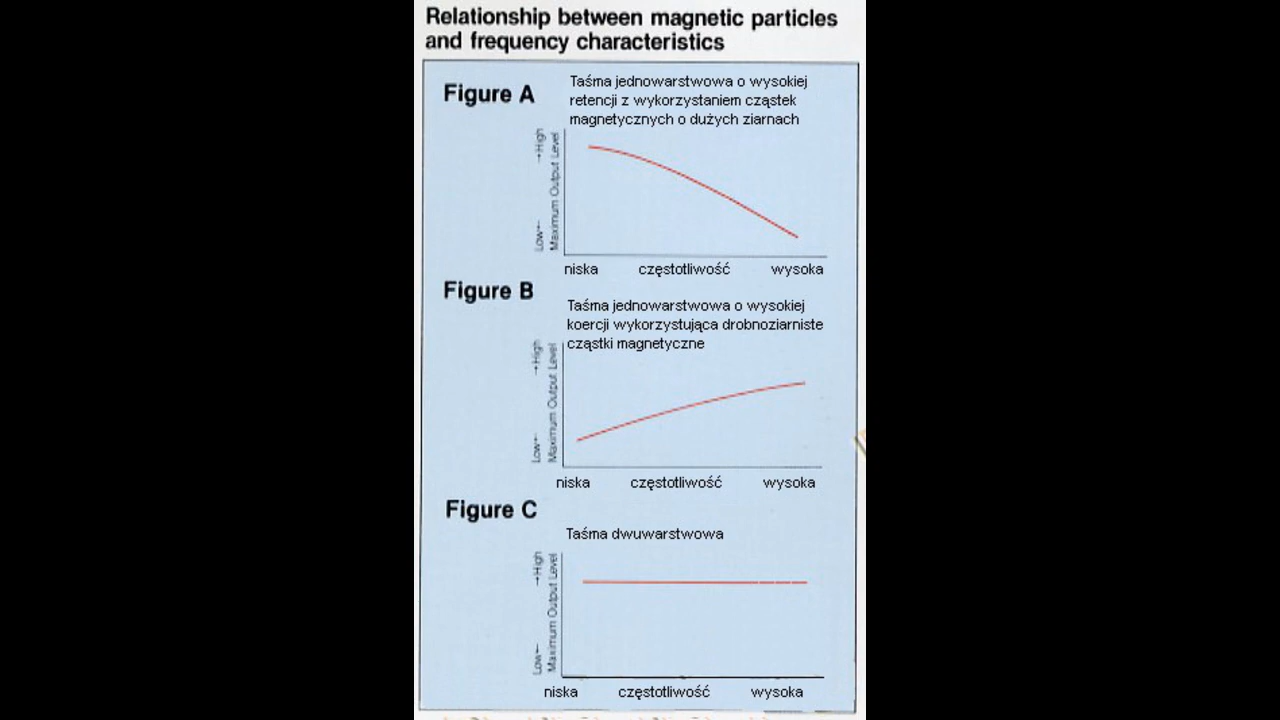 Relationship between magnetic particles
and frequency characteristics
Figure A
Taśma jednowarstwowa o wysokiej
retencji z wykorzystaniem cząstek
magnetycznych o dużych ziarnach
Low← →High
Maximum Output Level
niska częstotliwość wysoka
Figure B
Taśma jednowarstwowa o wysokiej
koercji wykorzystująca drobnoziarniste
cząstki magnetyczne
Low← →High
Maximum Output Level
niska częstotliwość wysoka
Figure C
Taśma dwuwarstwowa
Low← →High
Maximum Output Level
niska częstotliwość wysoka